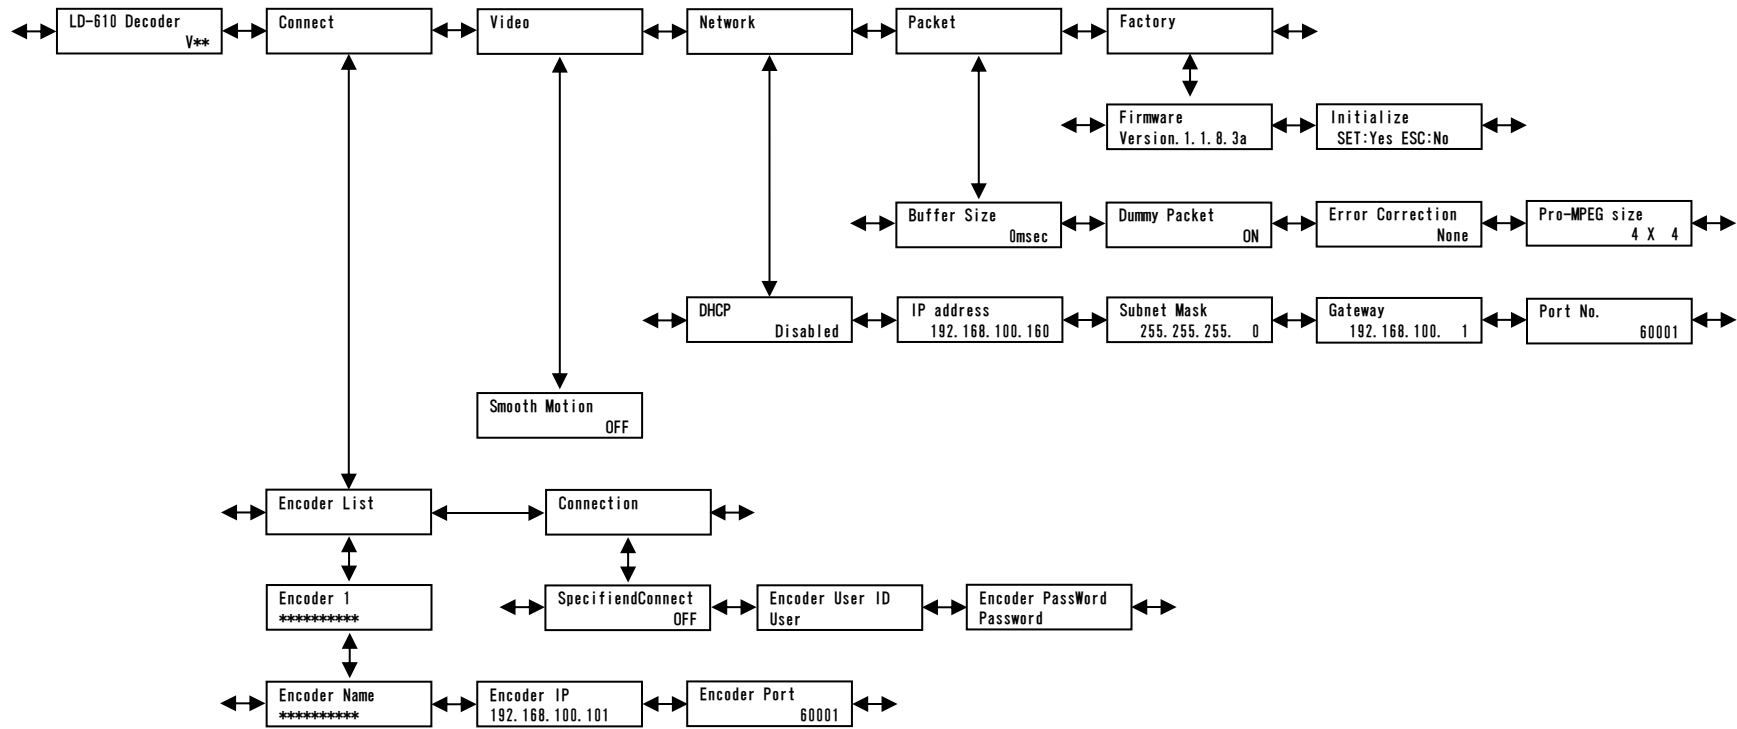 LD-610 Decoder
V**
Connect
Video
Network
Packet
Factory
Firmware
Version.1.1.8.3a
Initialize
SET:Yes ESC:No
Buffer Size
0msec
Dummy Packet
ON
Error Correction
None
Pro-MPEG size
4 X 4
DHCP
Disabled
IP address
192.168.100.160
Subnet Mask
255.255.255. 0
Gateway
192.168.100. 1
Port No.
60001
Smooth Motion
OFF
Encoder List
Connection
Encoder 1
**********
SpecifiendConnect
OFF
Encoder User ID
User
Encoder PassWord
Password
Encoder Name
**********
Encoder IP
192.168.100.101
Encoder Port
60001